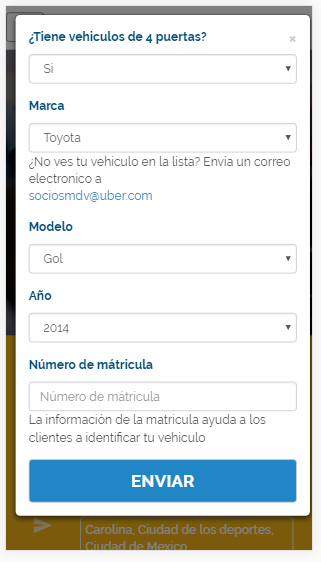 ¿Tiene vehiculos de 4 puertas?
×
Si
Marca
Toyota
¿No ves tu vehiculo en la lista? Envía un correo
electronico a
sociosmdv@uber.com
Modelo
Gol
Año
2014
Número de mátricula
Número de mátricula
La información de la matricula ayuda a los
clientes a identificar tu vehiculo
ENVIAR
Carolina, Ciudad de los deportes,
Ciudad de Mexico